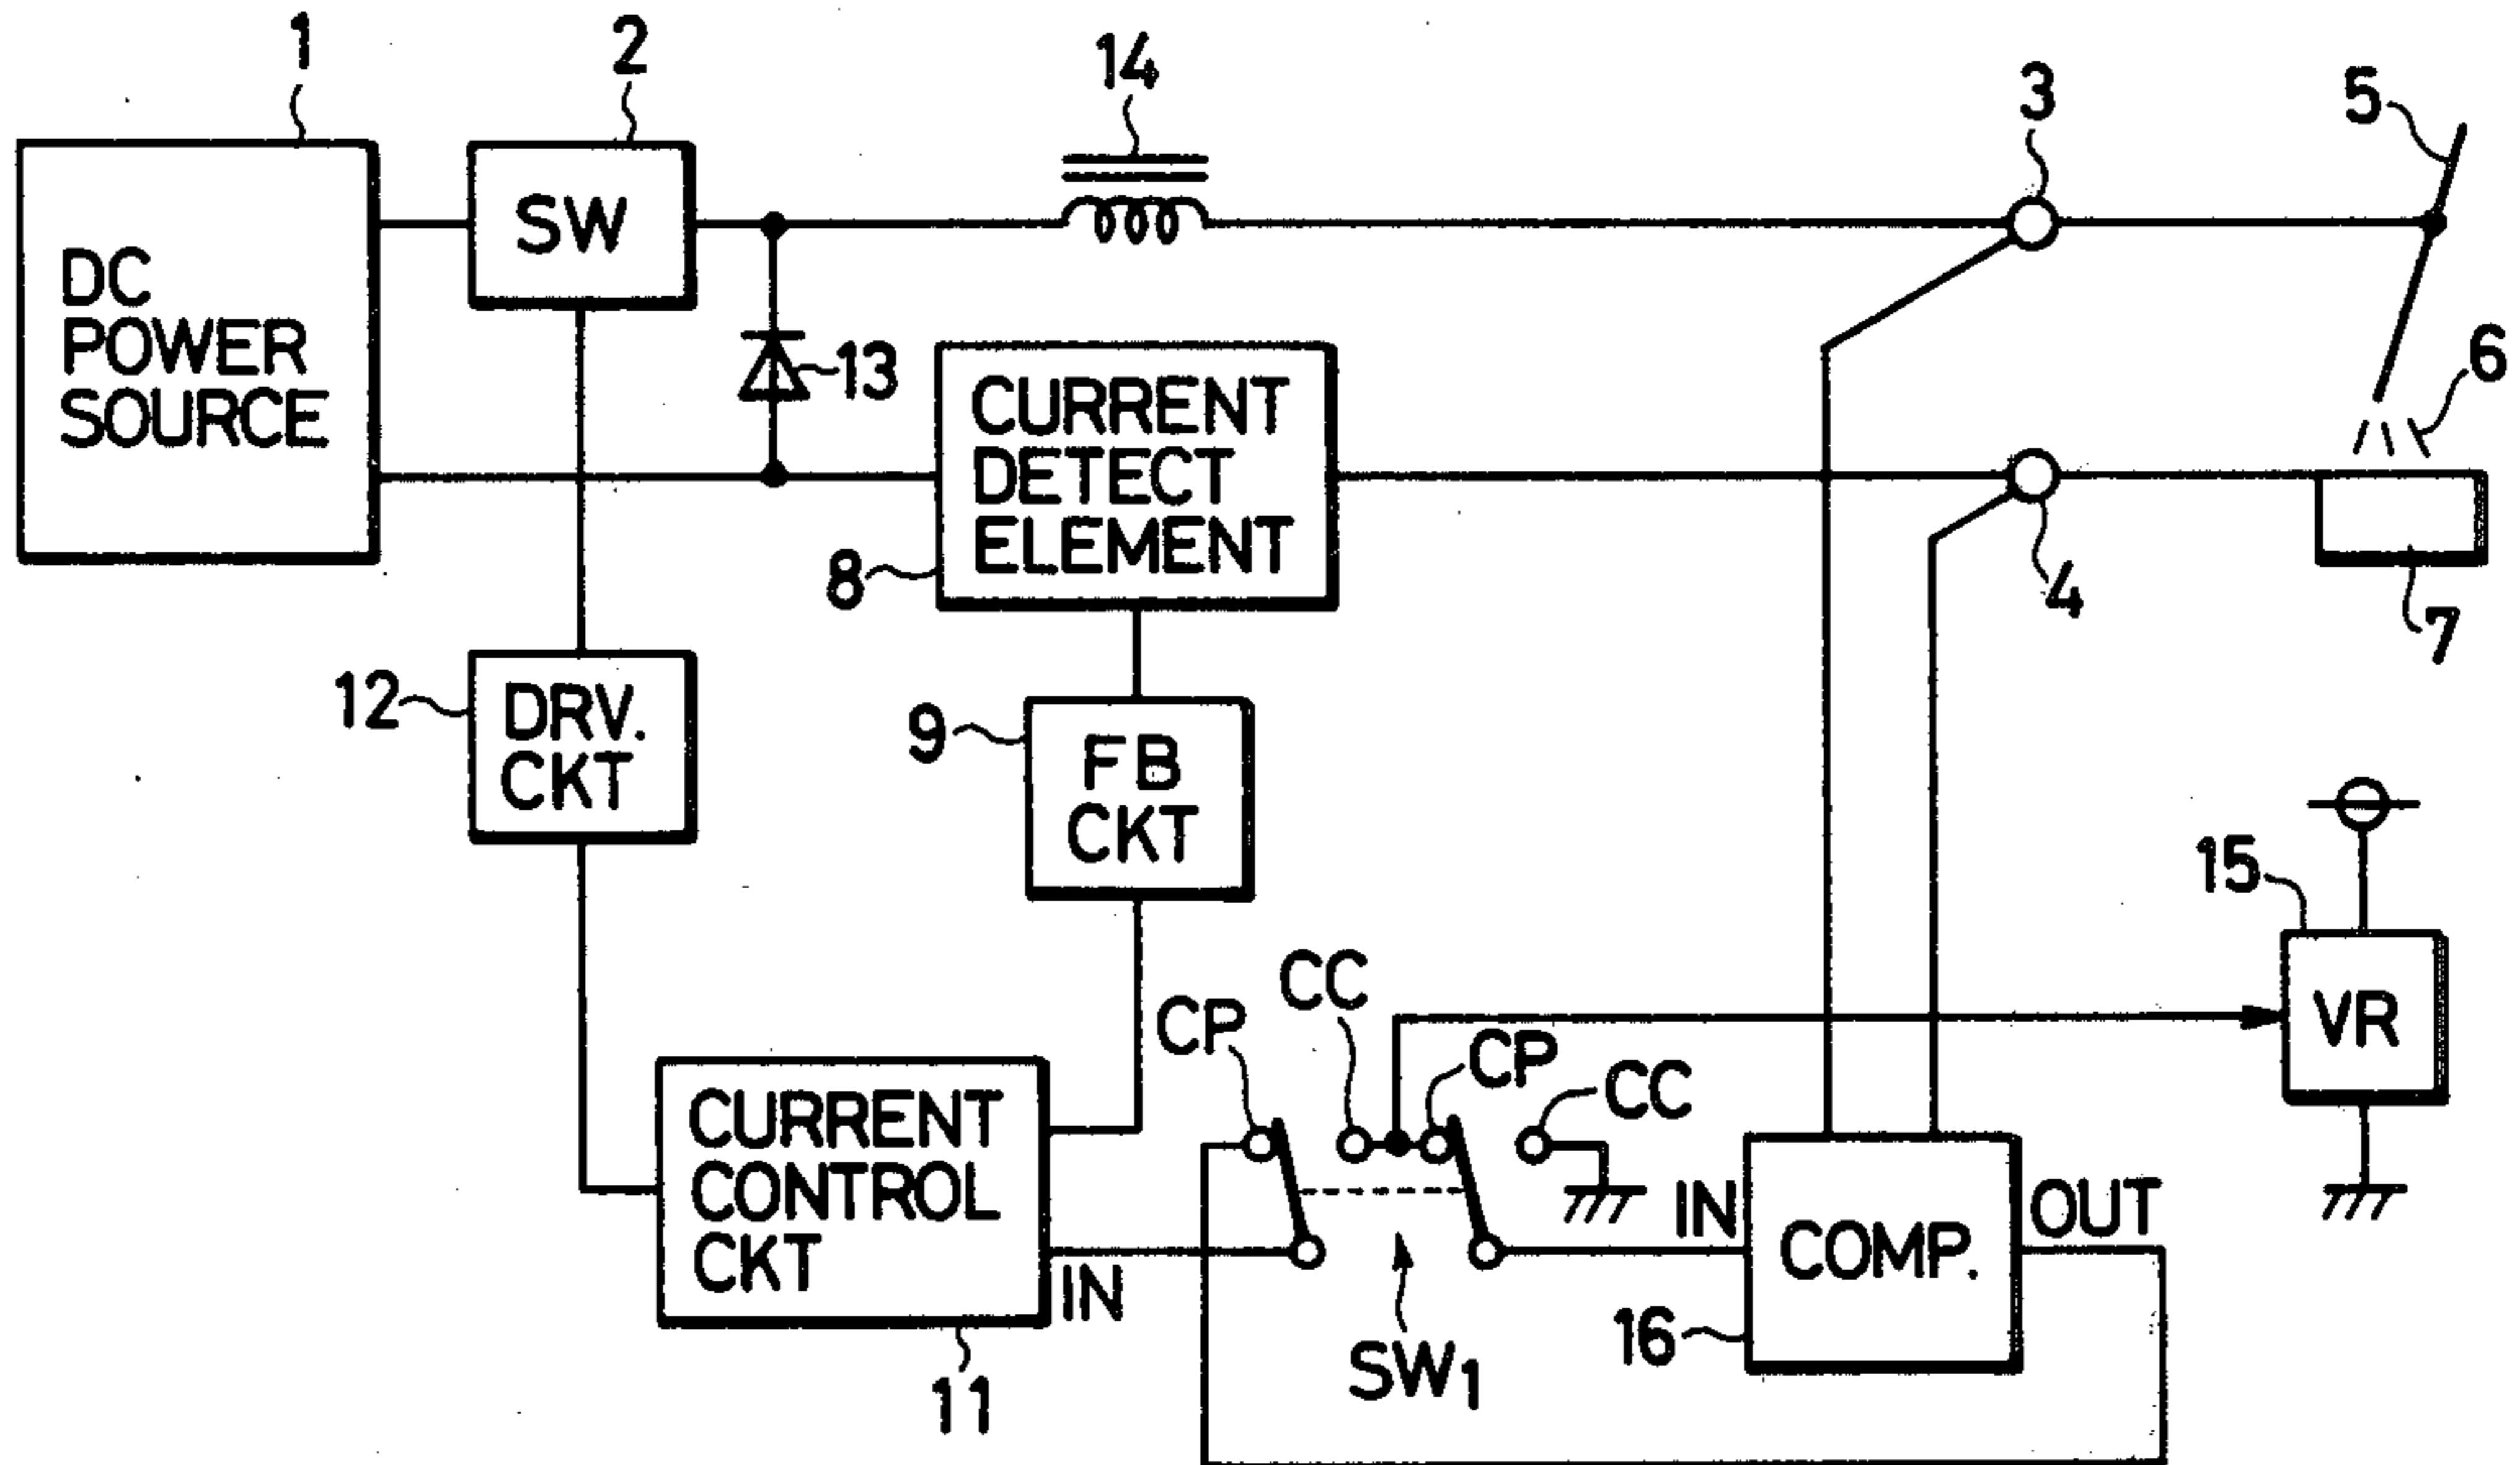 1
2
14
3
5
DC
POWER
SOURCE
SW
13
CURRENT
DETECT
ELEMENT
6
8
4
7
12
DRV.
CKT
9
FB
CKT
15
VR
CP
CC
CP
CC
CURRENT
CONTROL
CKT
IN
IN
COMP.
OUT
16
SW1
11